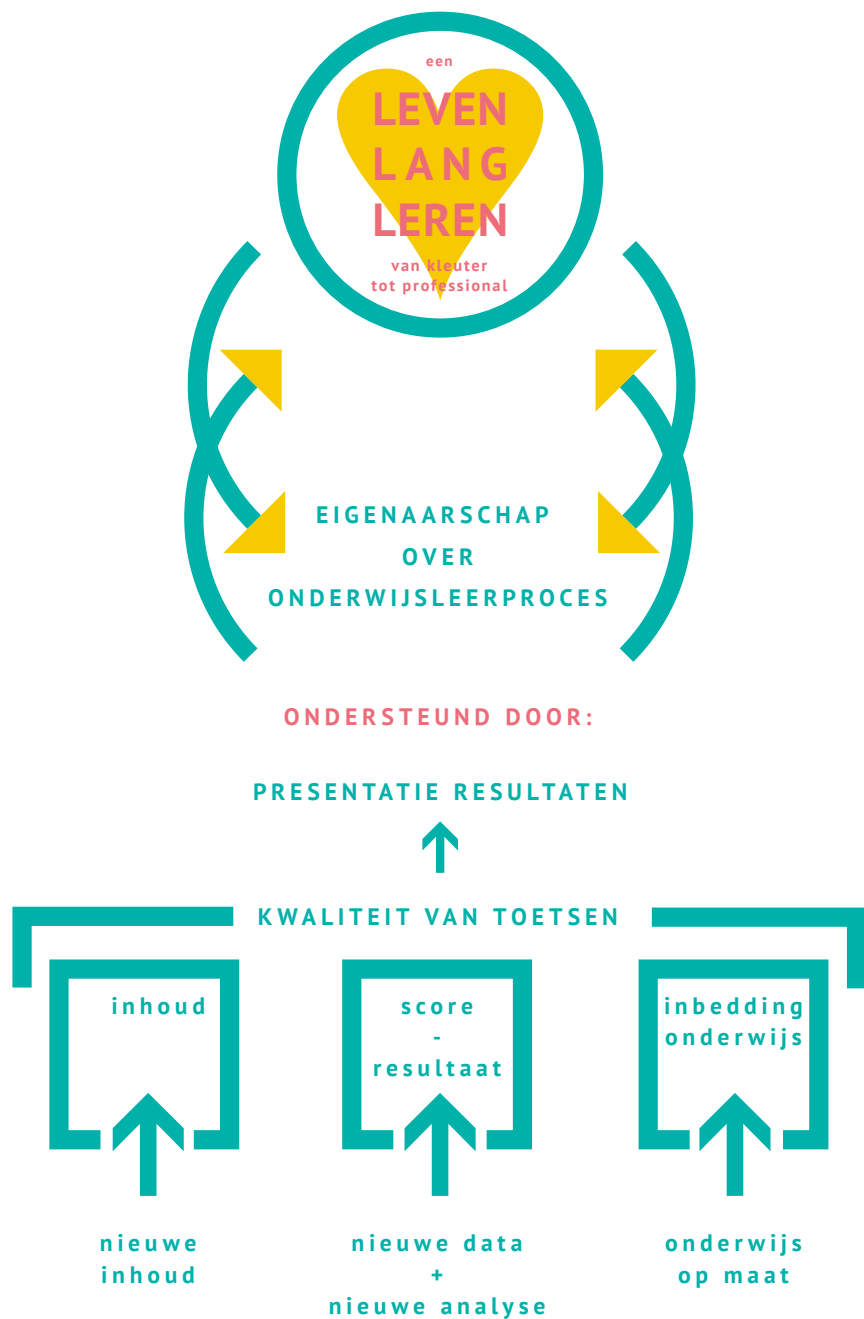 een
LEVEN
LANG
LEREN
van kleuter
tot professional
EIGENAARSCHAP
OVER
ONDERWIJSLEERPROCES
ONDERSTEUND DOOR:
PRESENTATIE RESULTATEN
KWALITEIT VAN TOETSEN
inhoud
score
-
resultaat
inbedding
onderwijs
nieuwe
inhoud
nieuwe data
+
nieuwe analyse
onderwijs
op maat